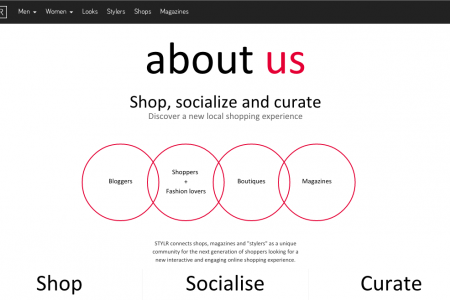 R
Men Women Looks Stylers Shops Magazines
about us
Shop, socialize and curate
Discover a new local shopping experience
Bloggers
Shoppers
+
Fashion lovers
Boutiques
Magazines
STYLR connects shops, magazines and "stylers" as a unique
community for the next generation of shoppers looking for a
new interactive and engaging online shopping experience.
Shop Socialise Curate